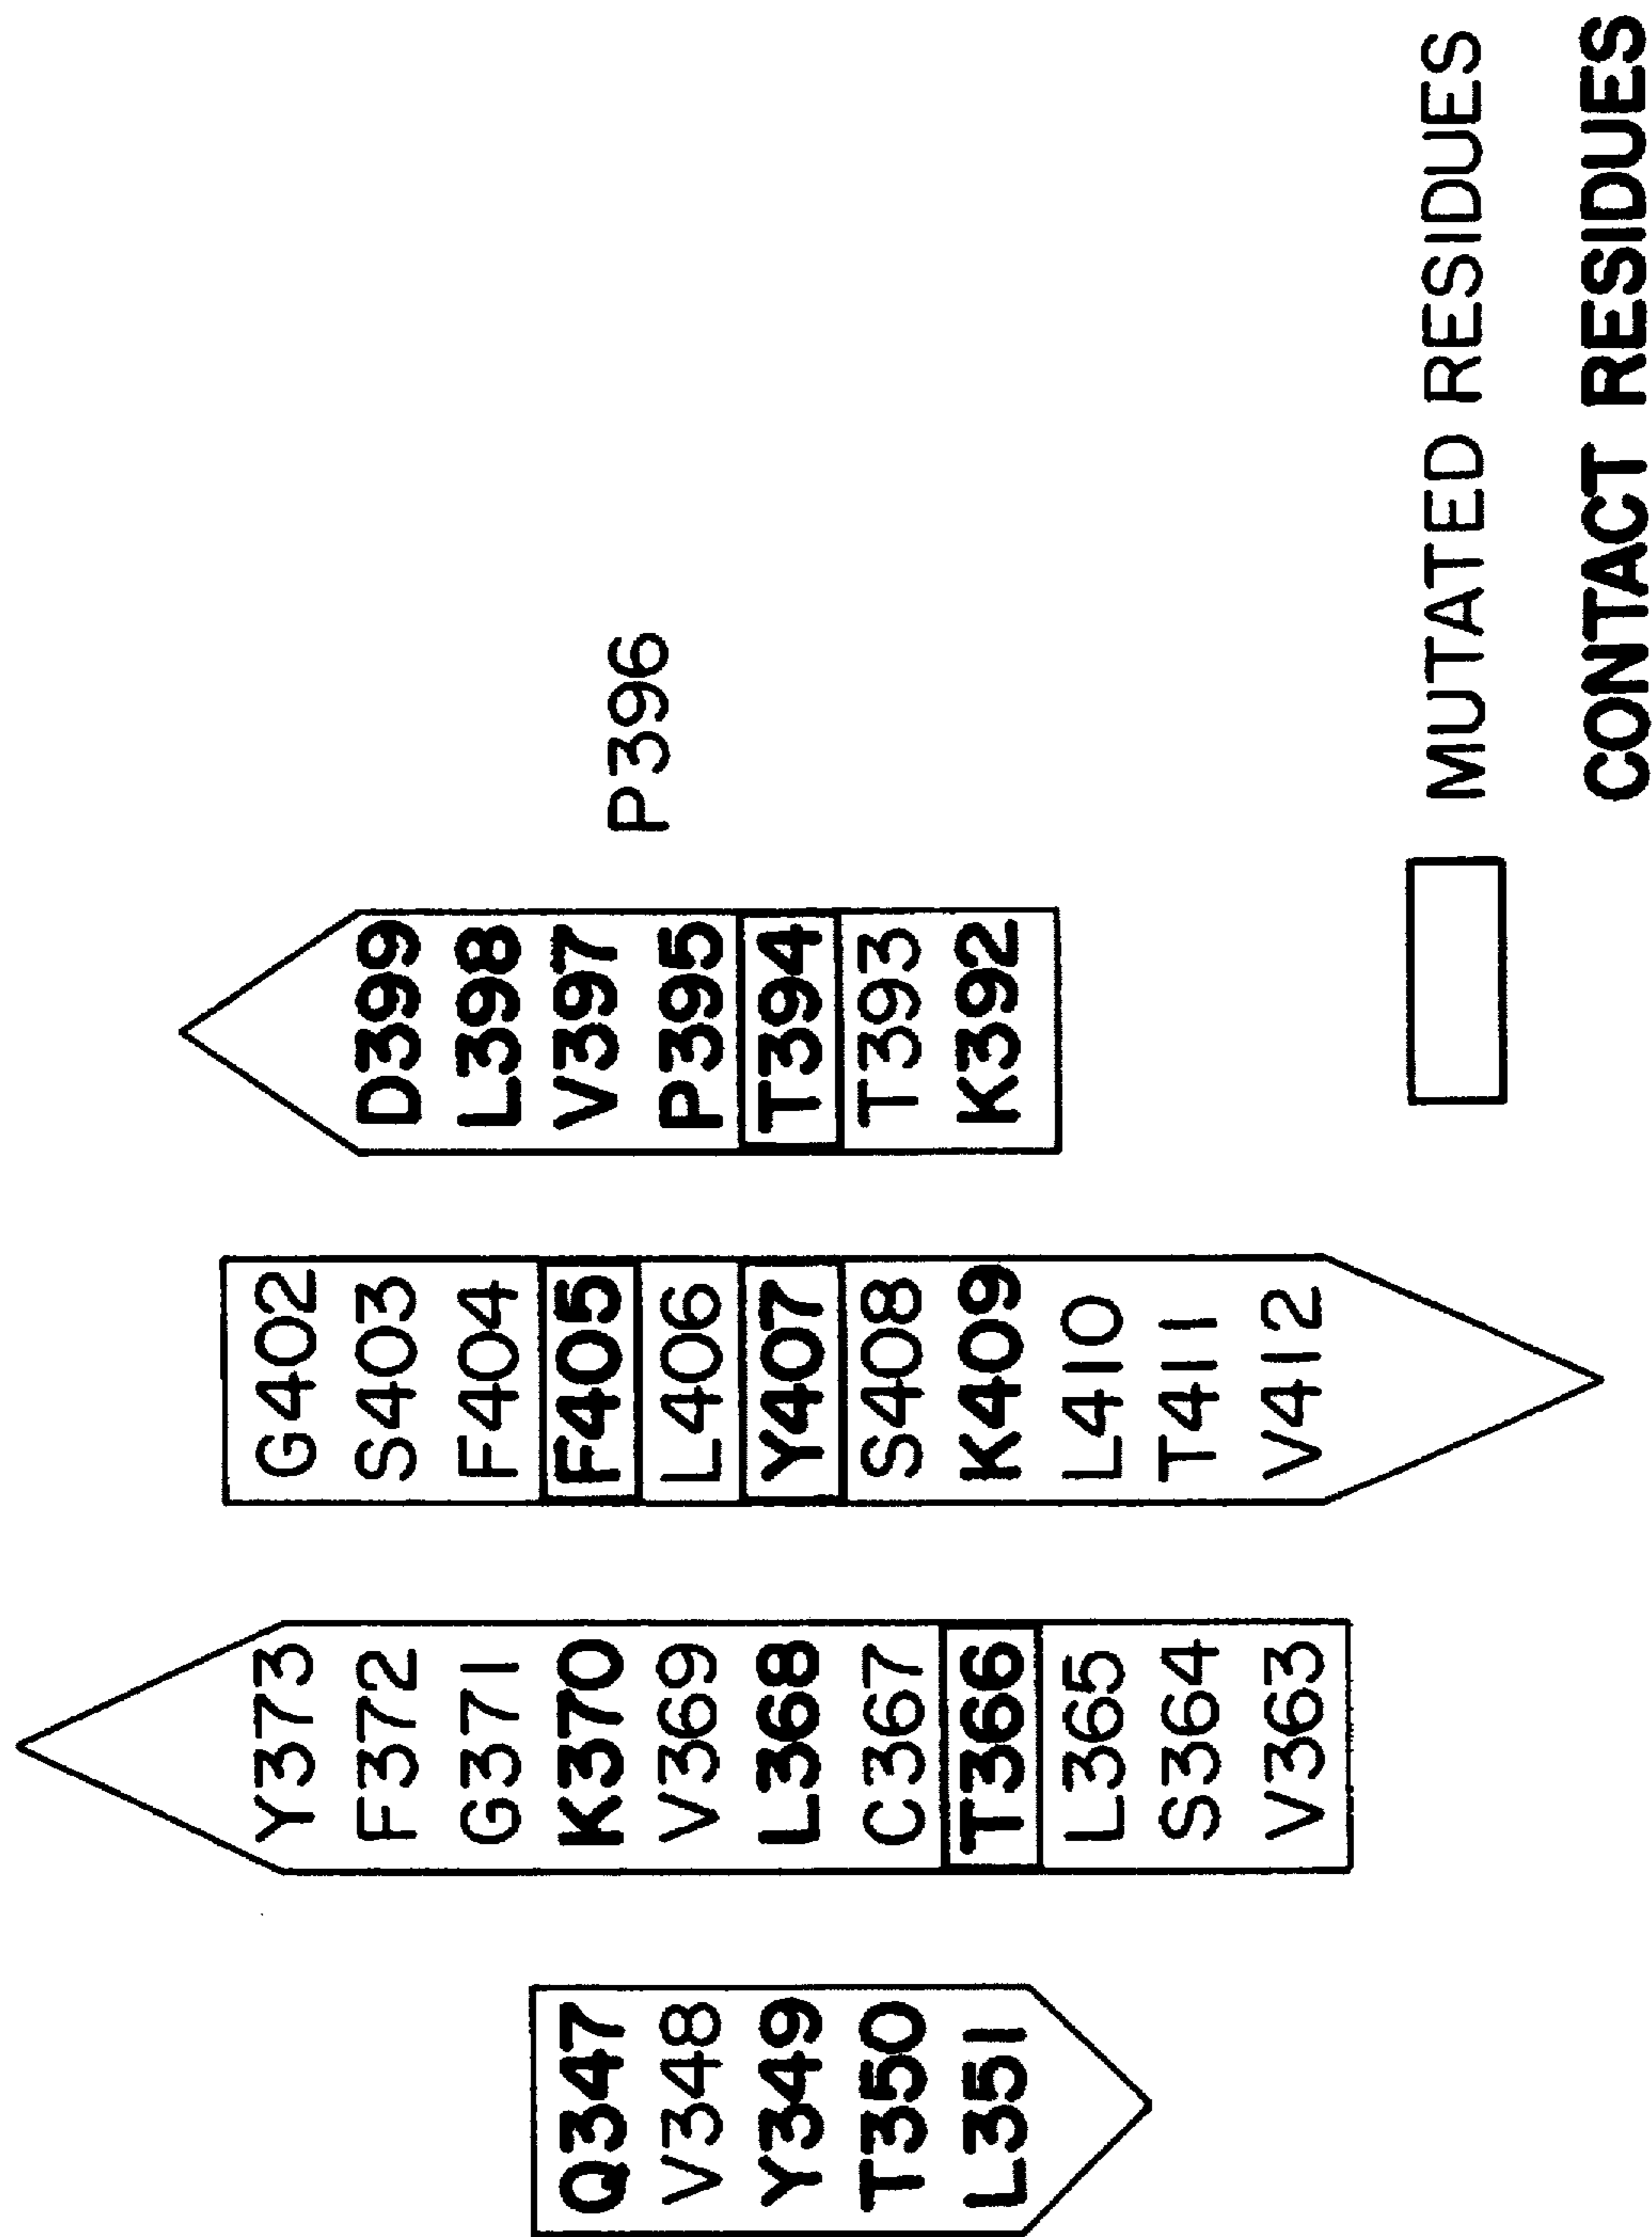 Q347
V348
Y349
T350
L351
Y373
F372
G371
K370
V369
L368
C367
T366
L365
S364
V363
G402
S403
F404
F405
L406
Y407
S408
K409
L410
T411
V412
D399
L398
V397
P395
T394
T393
K392
P396
MUTATED RESIDUES
CONTACT RESIDUES